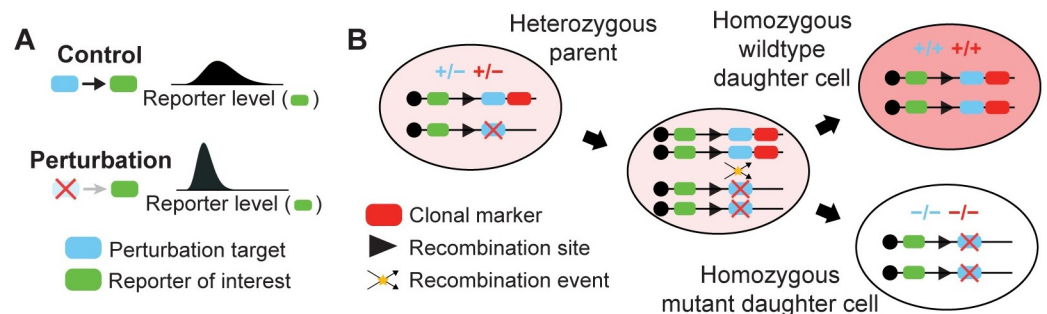 A
Control
Reporter level ( )
Perturbation
Reporter level ( )
Perturbation target
Reporter of interest
B
Heterozygous
parent
+/– +/–
Clonal marker
Recombination site
Recombination event
Homozygous
wildtype
daughter cell
+/+ +/+
–/– –/–
Homozygous
mutant daughter cell